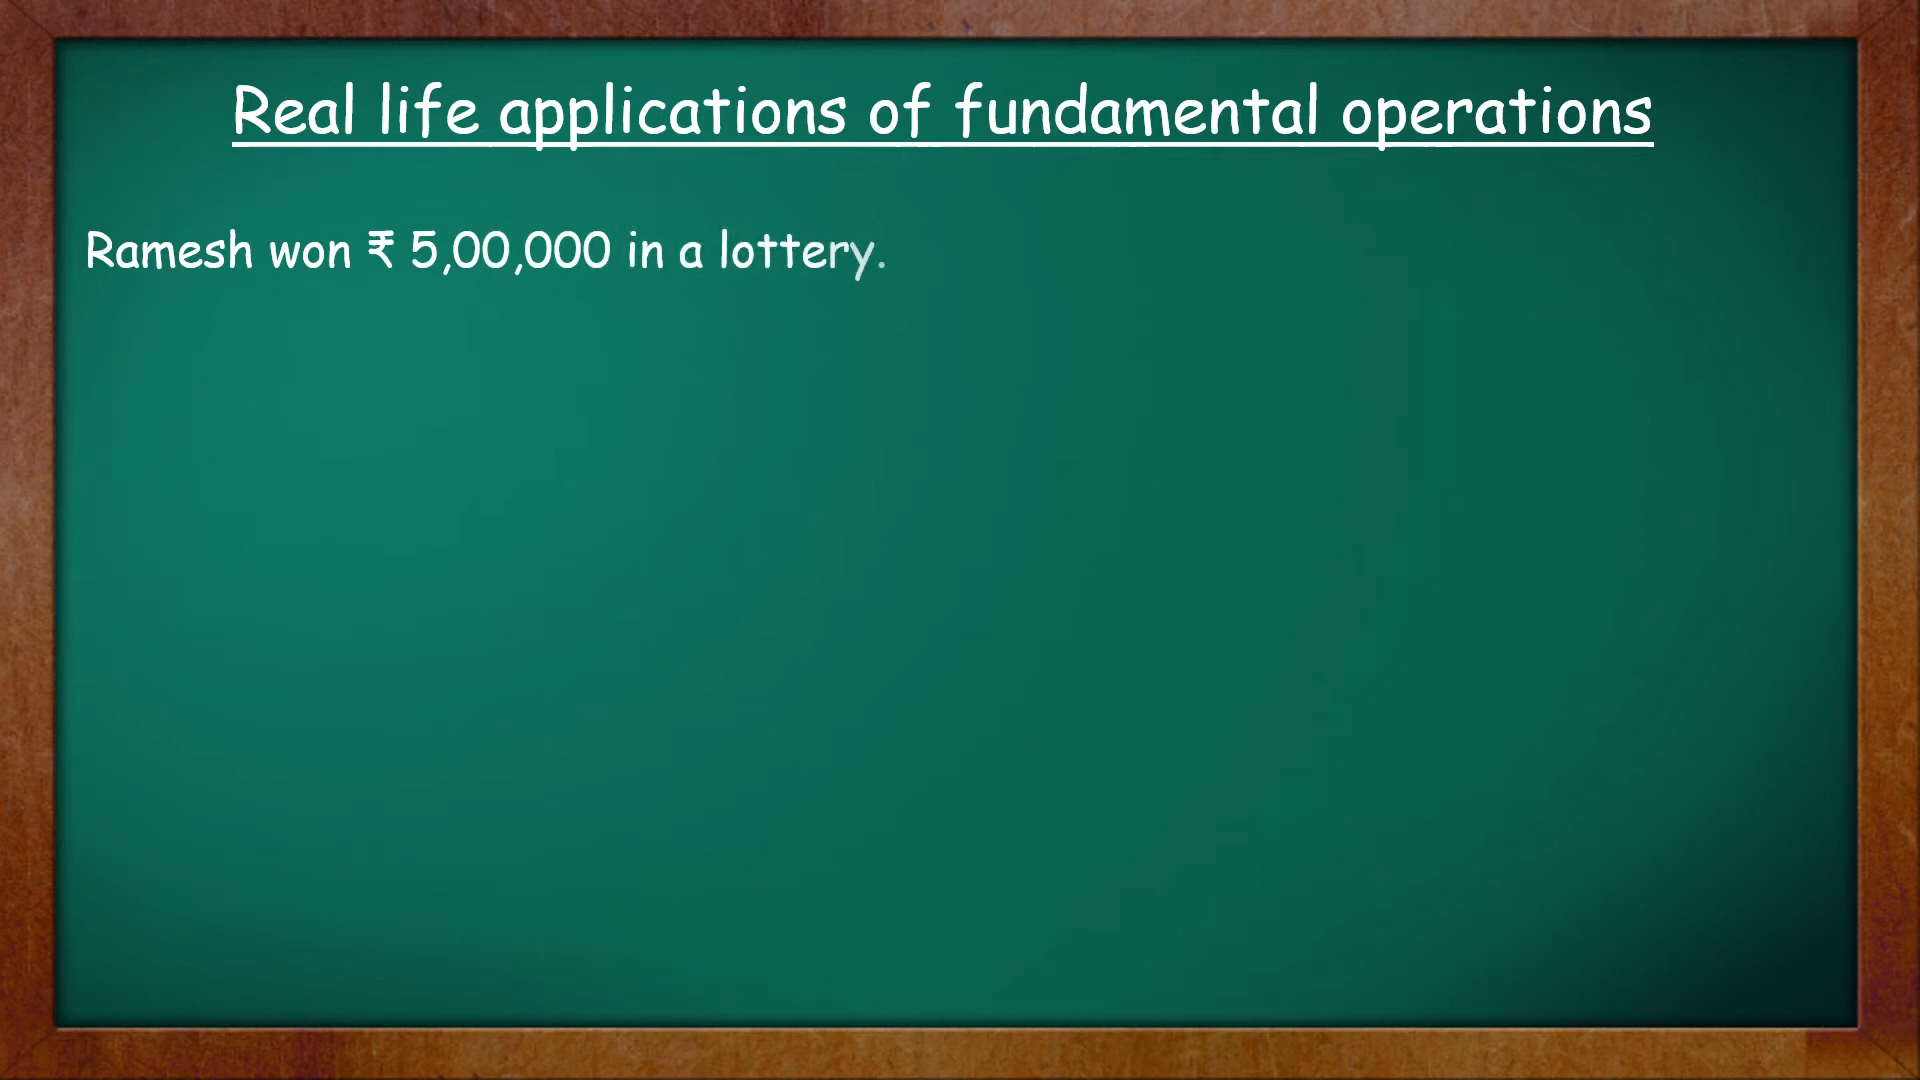 Real life applications of fundamental operations
Ramesh won ₹ 5,00,000 in a lottery.